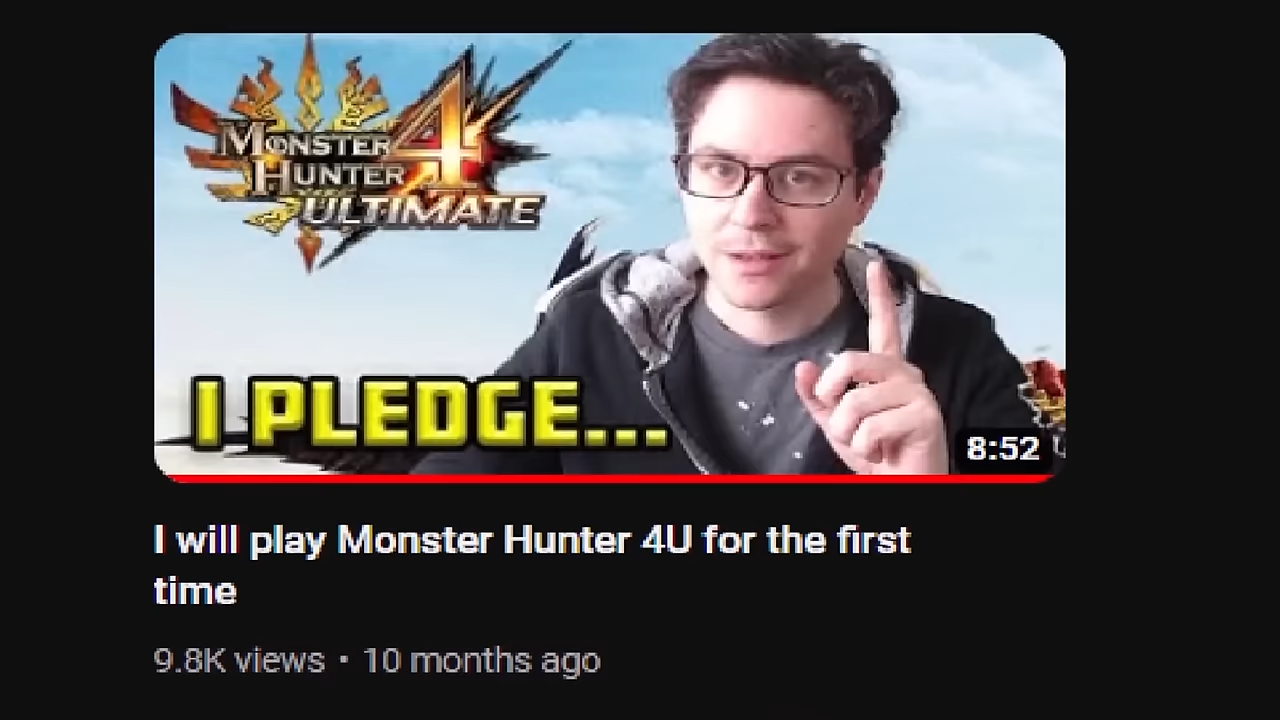 MONSTER 4
HUNTER
ULTIMATE
I PLEDGE...
8:52
I will play Monster Hunter 4U for the first
time
9.8K views • 10 months ago